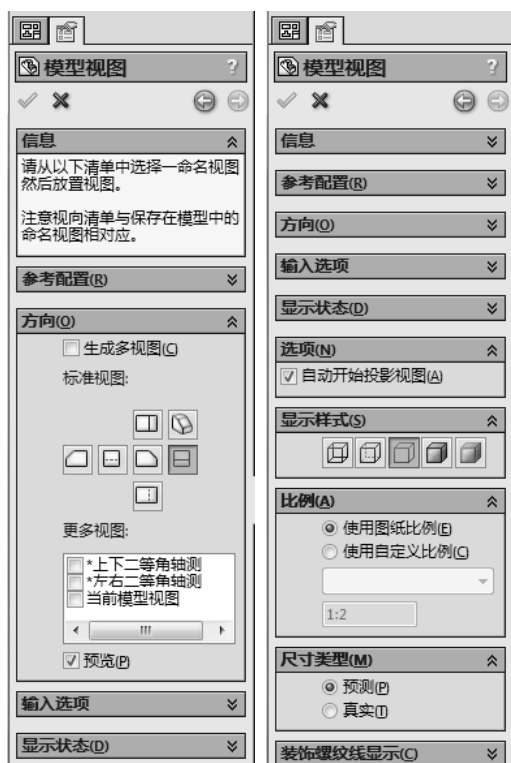 模型视图
?
信息
请从以下清单中选择一命名视图
然后放置视图。
注意视向清单与保存在模型中的
命名视图相对应。
参考配置(R)
方向(O)
生成多视图(C)
标准视图:
更多视图:
*上下二等角轴测
*左右二等角轴测
当前模型视图
预览(P)
输入选项
显示状态(D)
模型视图
?
信息
参考配置(R)
方向(O)
输入选项
显示状态(D)
选项(N)
自动开始投影视图(A)
显示样式(S)
比例(A)
使用图纸比例(E)
使用自定义比例(C)
1:2
尺寸类型(M)
预测(P)
真实(T)
装饰螺纹线显示(C)